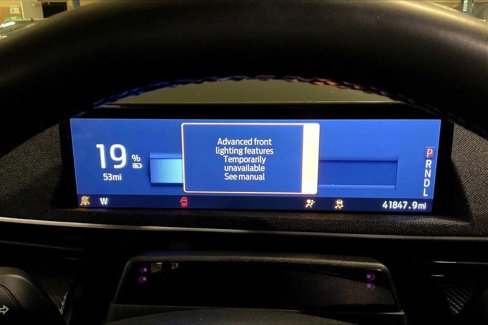 19 %
53mi
Advanced front
lighting features
Temporarily
unavailable
See manual
P
R
N
D
L
W
41847.9mi